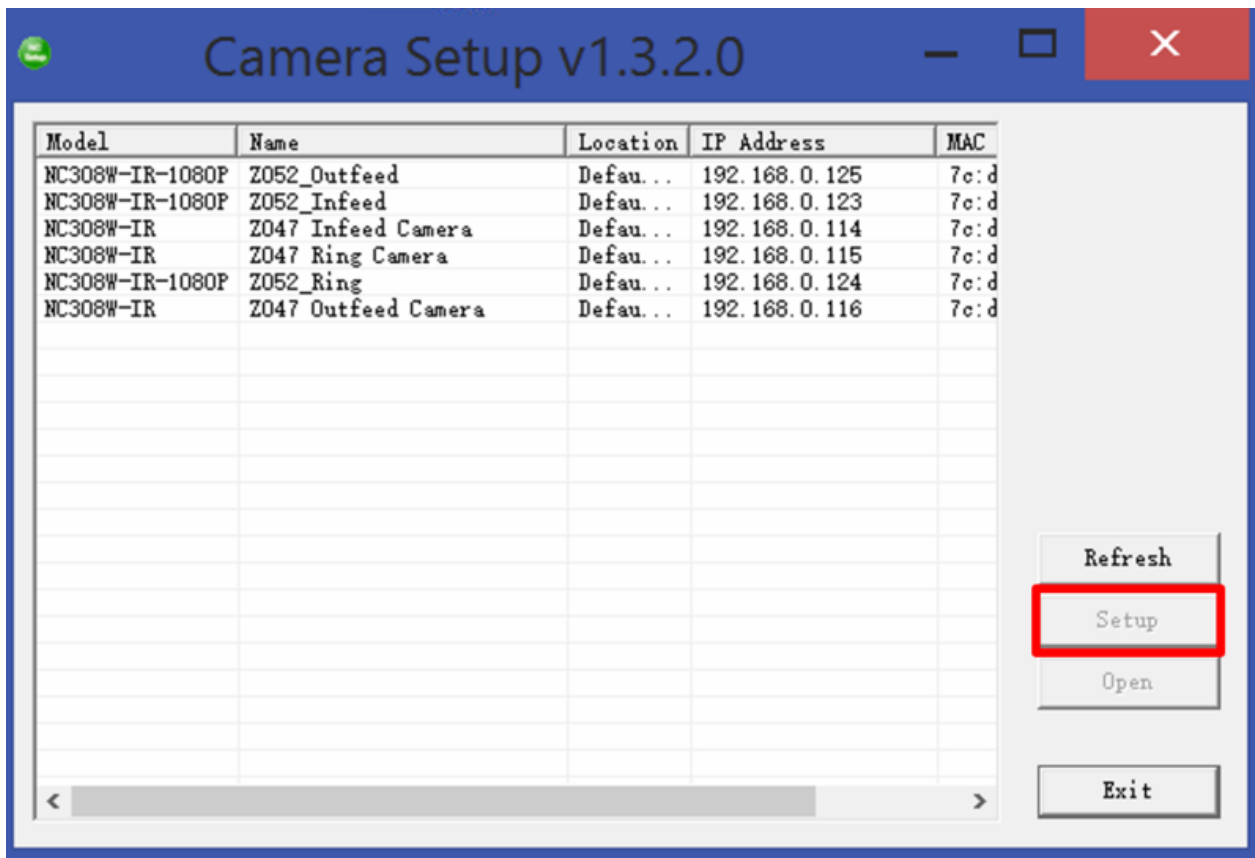 Camera Setup v1.3.2.0
Model Name Location IP Address MAC
NC308W-IR-1080P Z052_Outfeed Defau... 192.168.0.125 7c:d
NC308W-IR-1080P Z052_Infeed Defau... 192.168.0.123 7c:d
NC308W-IR Z047 Infeed Camera Defau... 192.168.0.114 7c:d
NC308W-IR Z047 Ring Camera Defau... 192.168.0.115 7c:d
NC308W-IR-1080P Z052_Ring Defau... 192.168.0.124 7c:d
NC308W-IR Z047 Outfeed Camera Defau... 192.168.0.116 7c:d
Refresh
Setup
Open
Exit